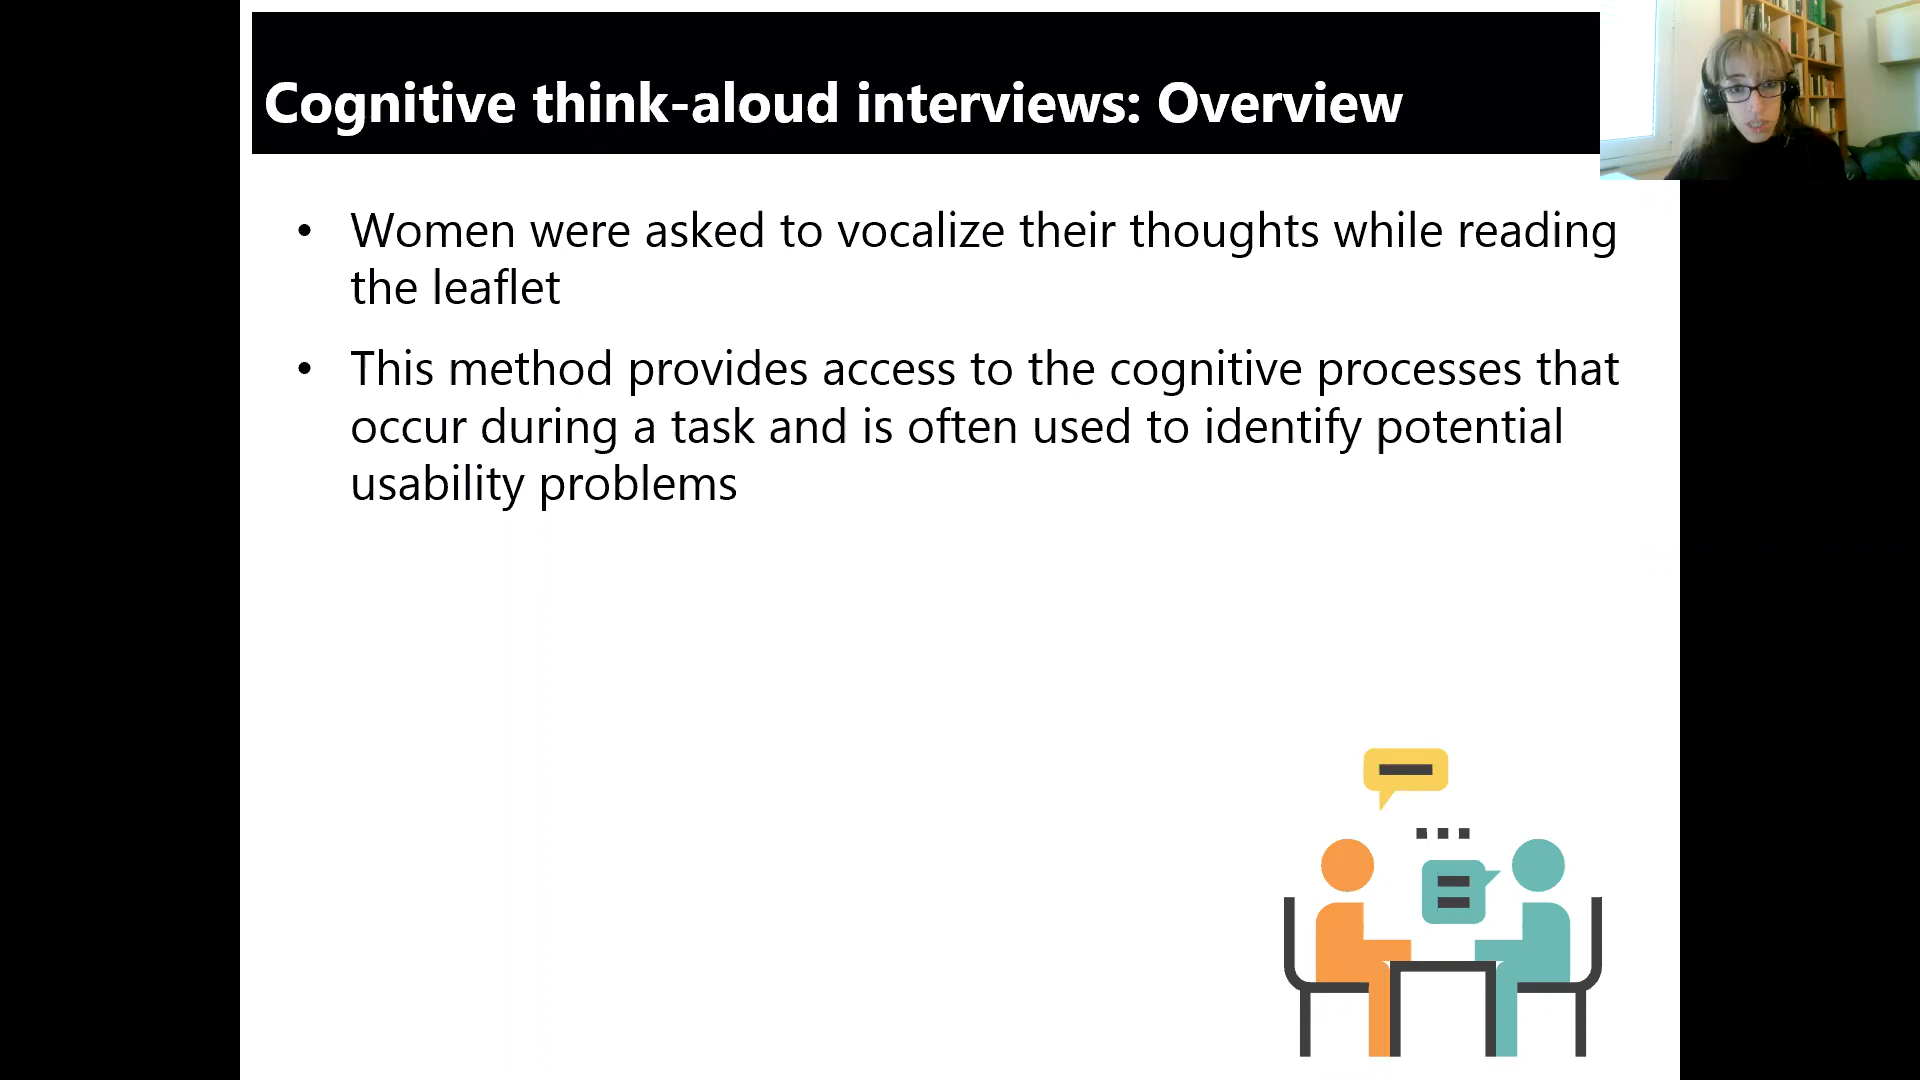 Cognitive think-aloud interviews: Overview
• Women were asked to vocalize their thoughts while reading
the leaflet
• This method provides access to the cognitive processes that
occur during a task and is often used to identify potential
usability problems